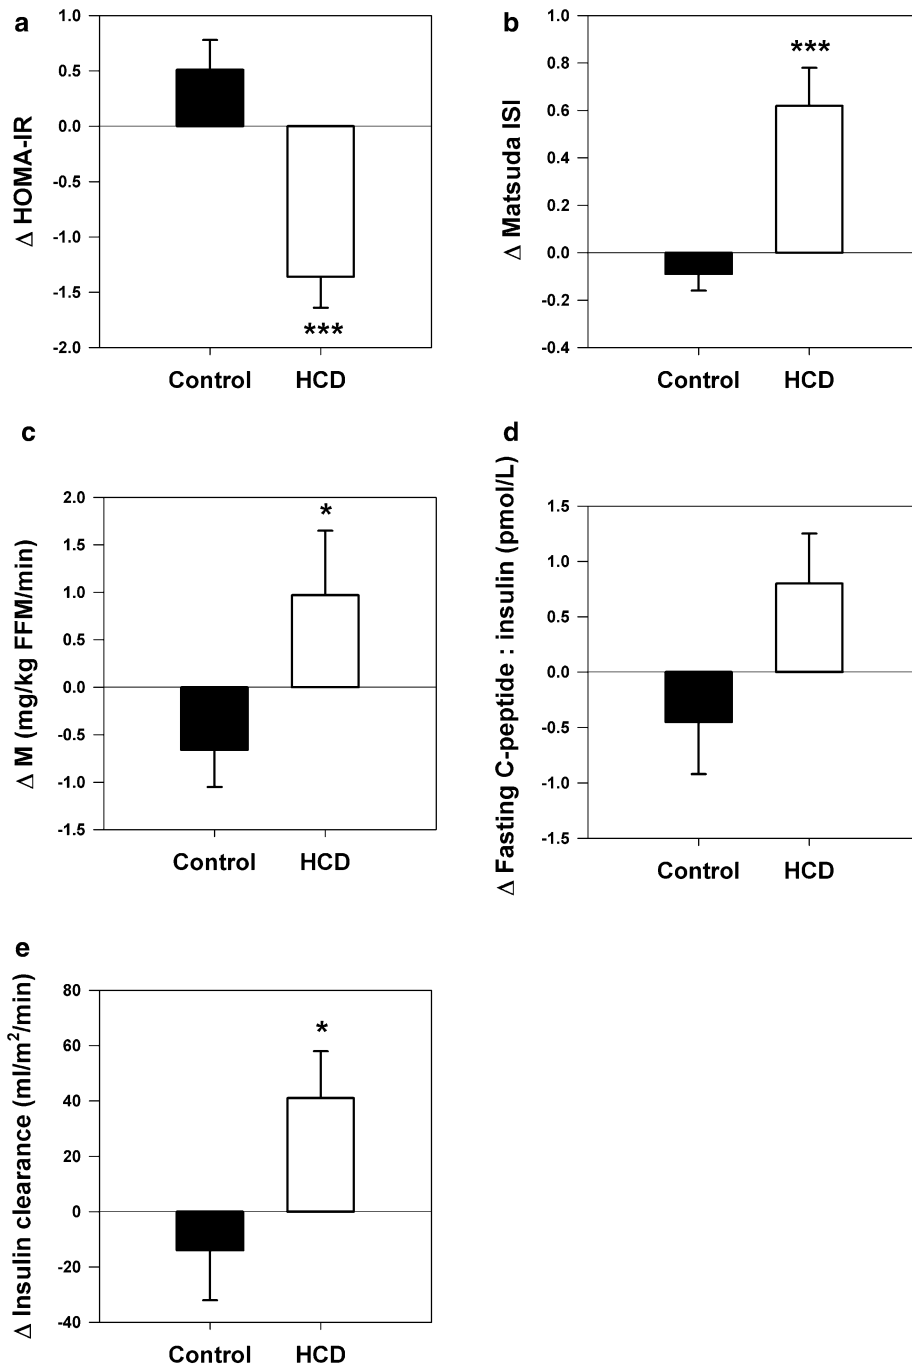 a
Δ HOMA-IR
1.0
0.5
0.0
-0.5
-1.0
-1.5
-2.0
***
Control HCD
b
Δ Matsuda ISI
1.0
0.8
0.6
0.4
0.2
0.0
-0.2
-0.4
***
Control HCD
c
Δ M (mg/kg FFM/min)
2.0
1.5
1.0
0.5
0.0
-0.5
-1.0
-1.5
*
Control HCD
d
Δ Fasting C-peptide : insulin (pmol/L)
1.5
1.0
0.5
0.0
-0.5
-1.0
-1.5
Control HCD
e
Δ Insulin clearance (ml/m²/min)
80
60
40
20
0
-20
-40
*
Control HCD